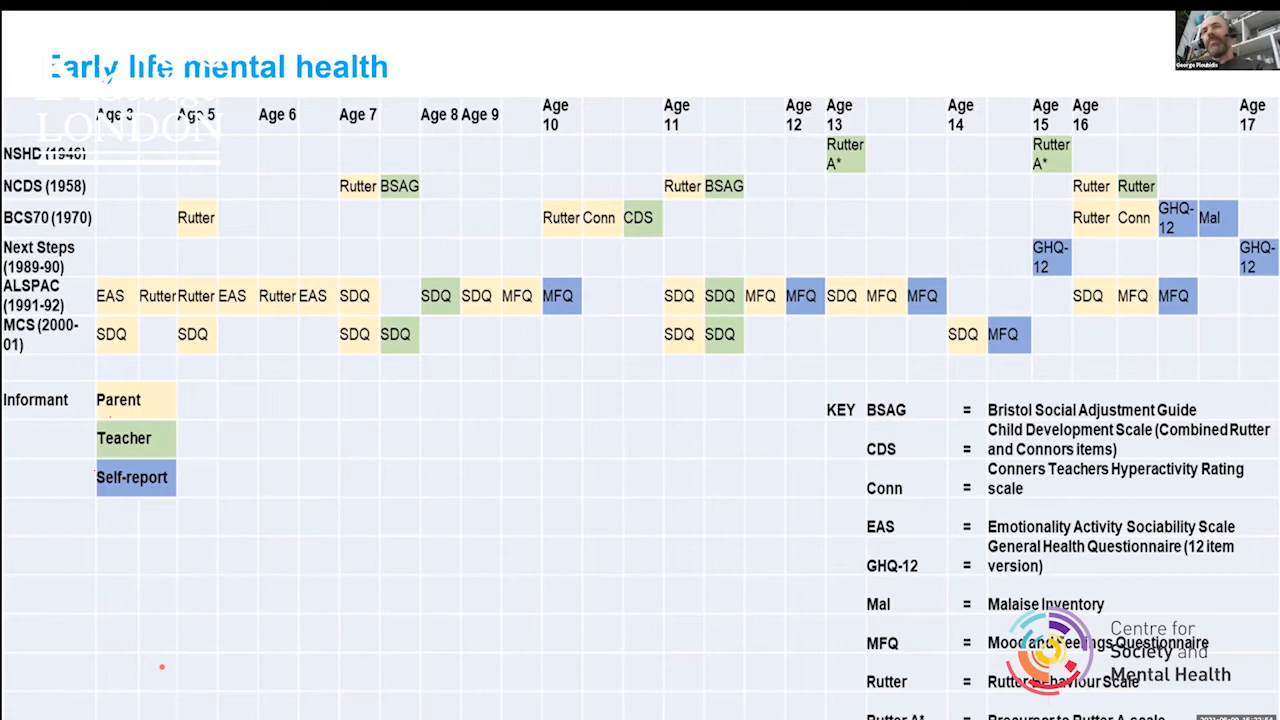 Early life mental health
George Ploubidis
LONDON
Age 3 Age 5 Age 6 Age 7 Age 8 Age 9 Age 10 Age 11 Age 12 Age 13 Age 14 Age 15 Age 16 Age 17
NSHD (1946) Rutter A* Rutter A*
NCDS (1958) Rutter BSAG Rutter BSAG Rutter Rutter
BCS70 (1970) Rutter Rutter Conn CDS Rutter Conn GHQ-12 Mal
Next Steps (1989-90) GHQ-12 GHQ-12
ALSPAC (1991-92) EAS Rutter Rutter EAS Rutter EAS SDQ SDQ SDQ MFQ MFQ SDQ SDQ MFQ MFQ SDQ MFQ MFQ SDQ MFQ MFQ
MCS (2000-01) SDQ SDQ SDQ SDQ SDQ SDQ SDQ MFQ
Informant Parent
Teacher
Self-report
KEY BSAG = Bristol Social Adjustment Guide
CDS = Child Development Scale (Combined Rutter and Connors items)
Conn = Conners Teachers Hyperactivity Rating scale
EAS = Emotionality Activity Sociability Scale
GHQ-12 = General Health Questionnaire (12 item version)
Mal = Malaise Inventory
MFQ = Mood and Feelings Questionnaire
Rutter = Rutter Behaviour Scale
Rutter A* = Precursor to Rutter A scale
Centre for
Society and
Mental Health